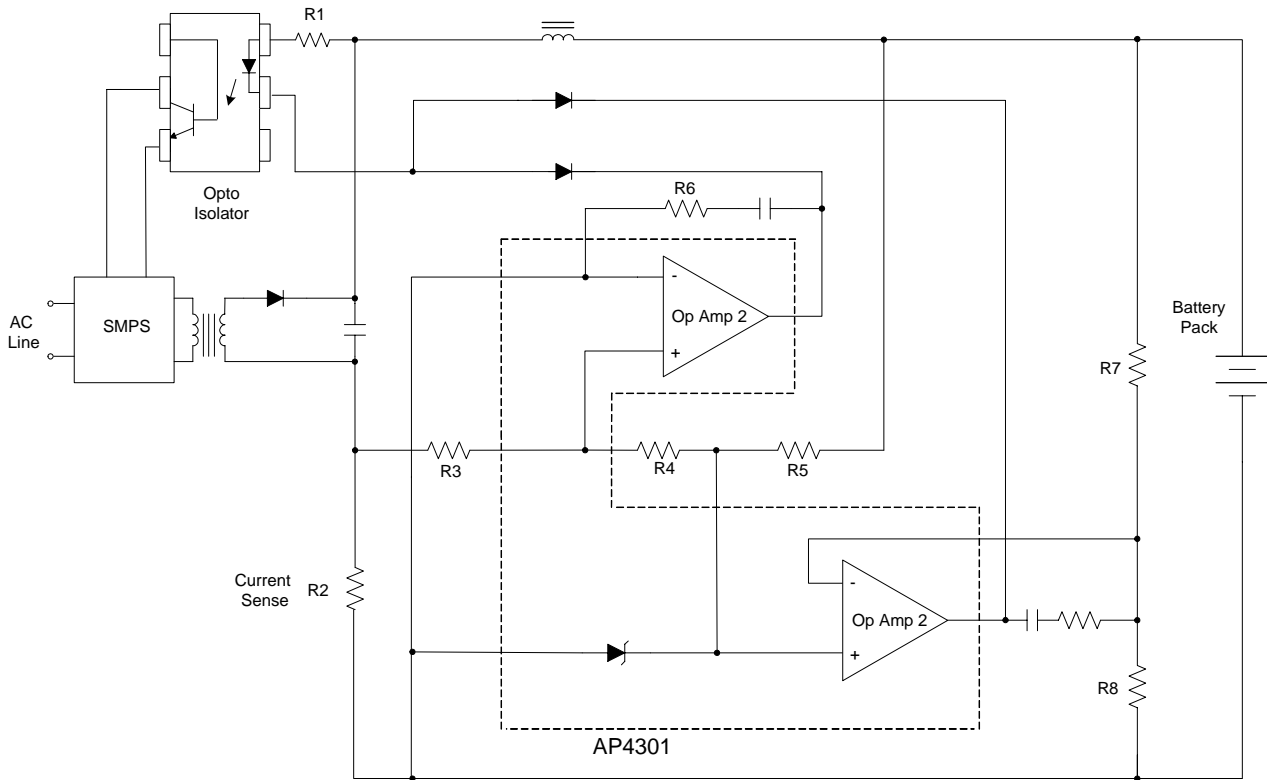 R1
Opto
Isolator
R6
-
Op Amp 2
+
AC
Line
SMPS
Battery
Pack
R7
R3
R4
R5
Current
Sense
R2
-
Op Amp 2
+
R8
AP4301